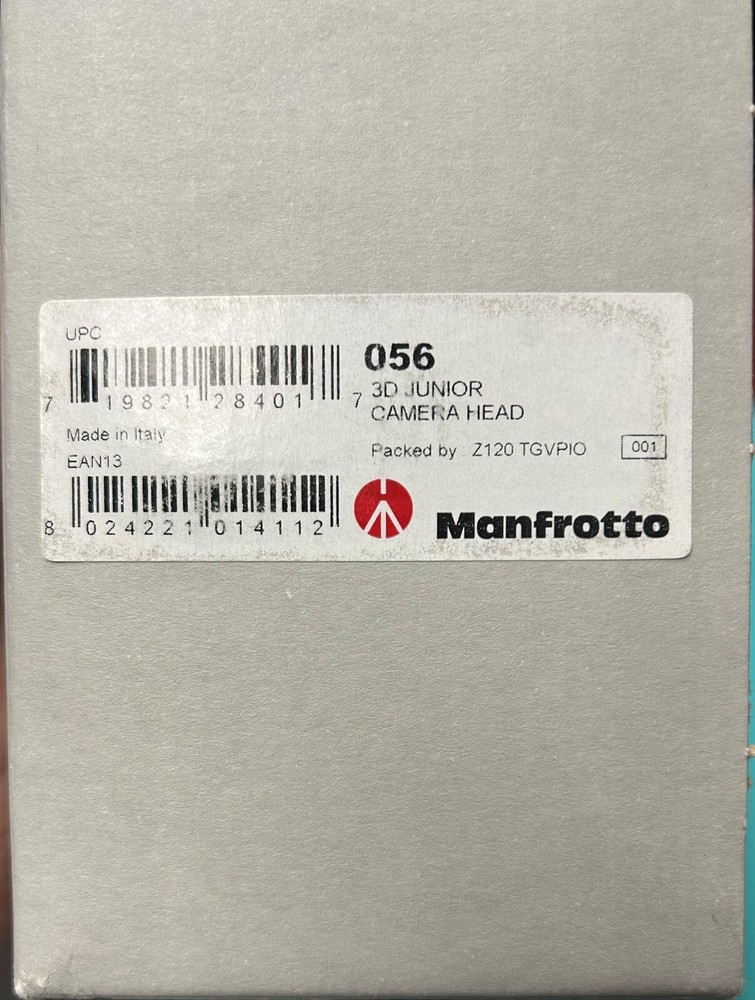 UPC
7 19821 28401 7
Made in Italy
EAN13
8 024221 014112
056
3D JUNIOR
CAMERA HEAD
Packed by Z120 TGVPIO 001
Manfrotto